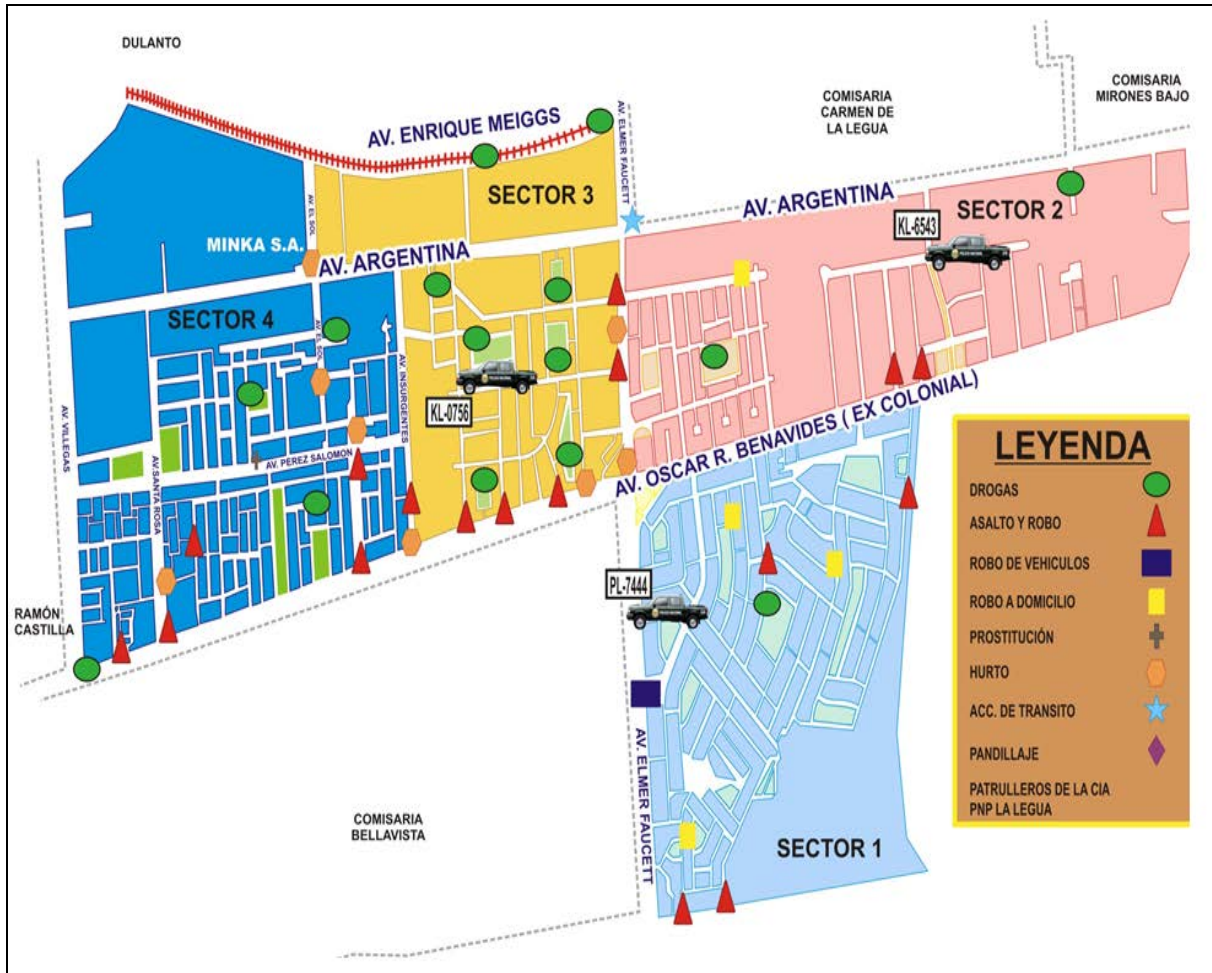 DULANTO
COMISARIA
CARMEN DE
LA LEGUA
COMISARIA
MIRONES BAJO
AV. ENRIQUE MEIGGS
AV. ELMER FAUCETT
SECTOR 3
AV. ARGENTINA
SECTOR 2
KL-6543
AV. EL SOL
MINKA S.A.
AV. ARGENTINA
SECTOR 4
AV. EL SOL
AV. INSURGENTES
KL-0756
AV. VILLEGAS
AV. SANTA ROSA
AV. PEREZ SALOMON
AV. OSCAR R. BENAVIDES ( EX COLONIAL)
RAMÓN
CASTILLA
PL-7444
AV. ELMER FAUCETT
COMISARIA
BELLAVISTA
SECTOR 1
LEYENDA
DROGAS
ASALTO Y ROBO
ROBO DE VEHICULOS
ROBO A DOMICILIO
PROSTITUCIÓN
HURTO
ACC. DE TRANSITO
PANDILLAJE
PATRULLEROS DE LA CIA
PNP LA LEGUA